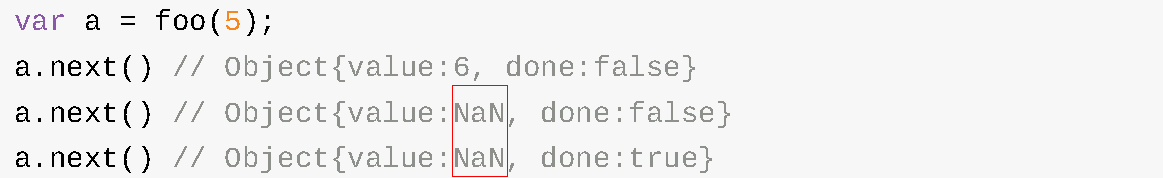 var a = foo(5);
a.next() // Object{value:6, done:false}
a.next() // Object{value:NaN, done:false}
a.next() // Object{value:NaN, done:true}